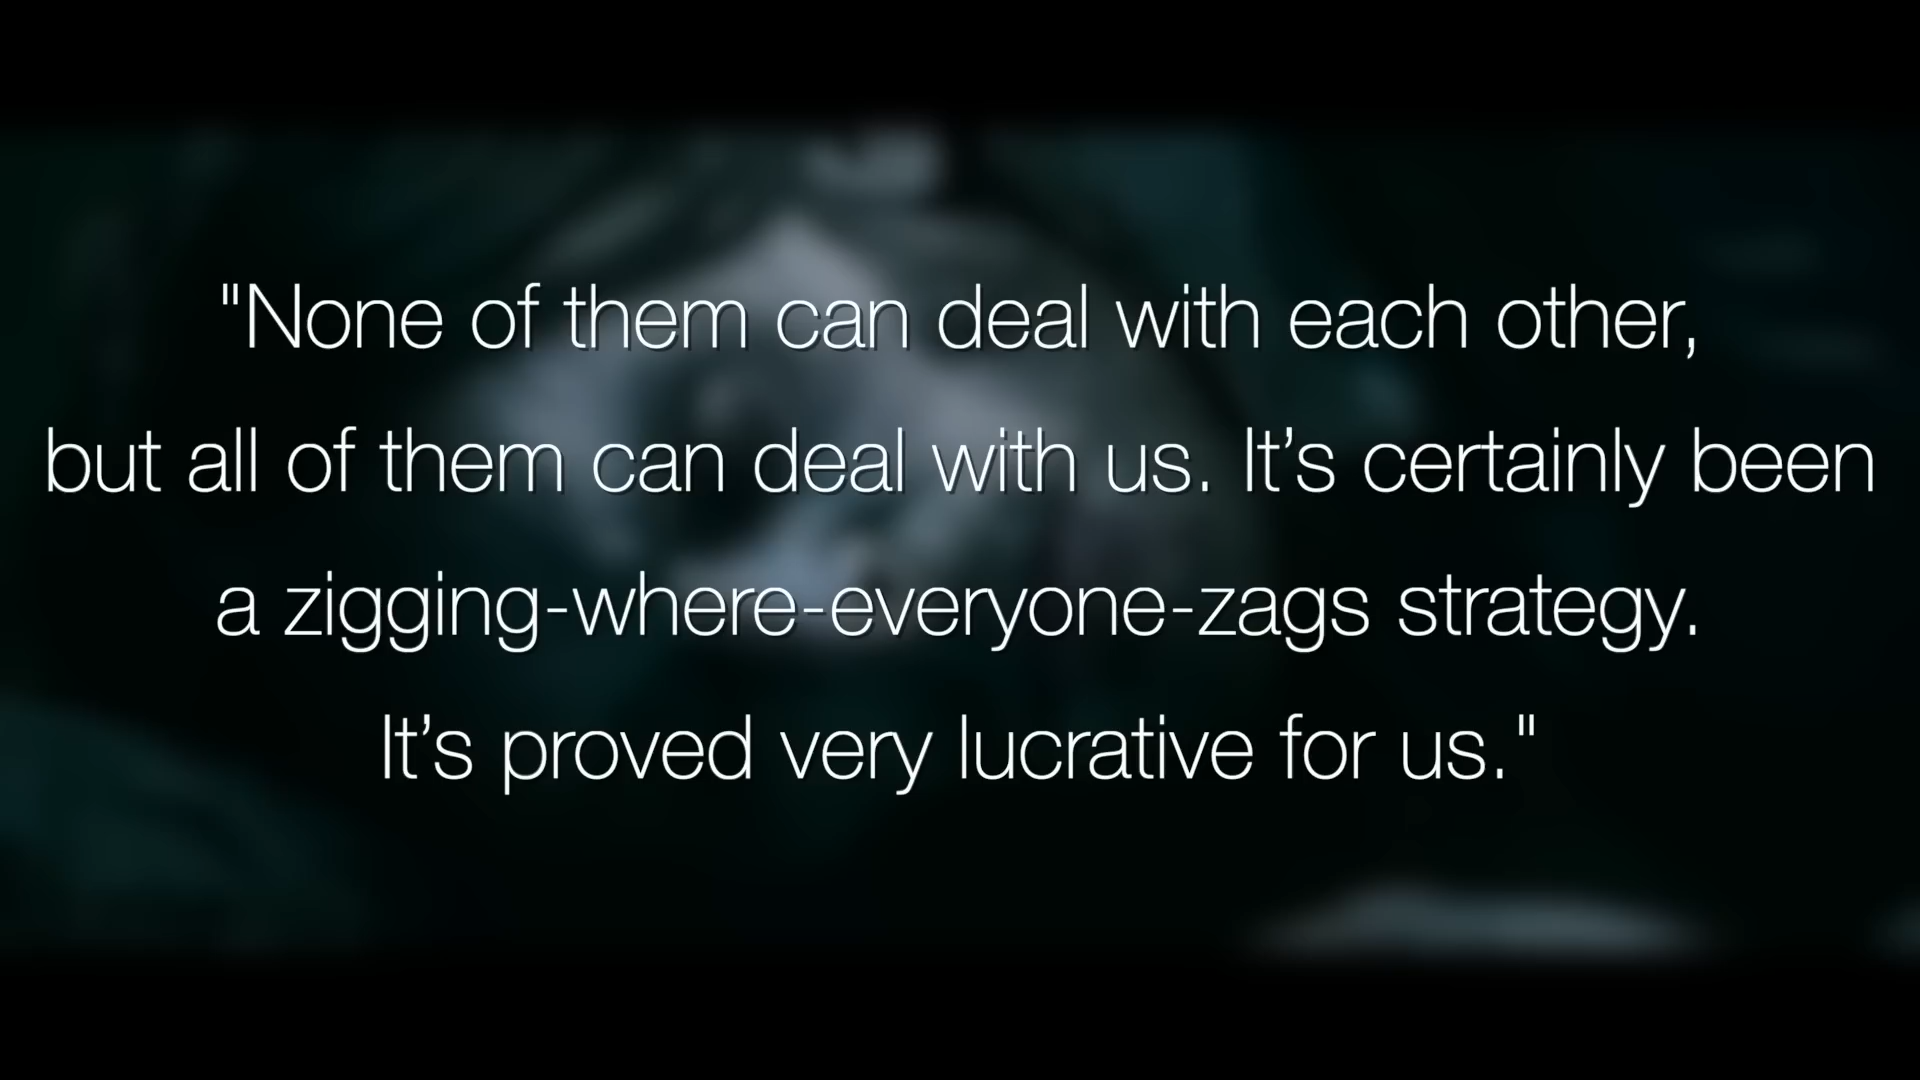 "None of them can deal with each other,
but all of them can deal with us. It’s certainly been
a zigging-where-everyone-zags strategy.
It’s proved very lucrative for us."